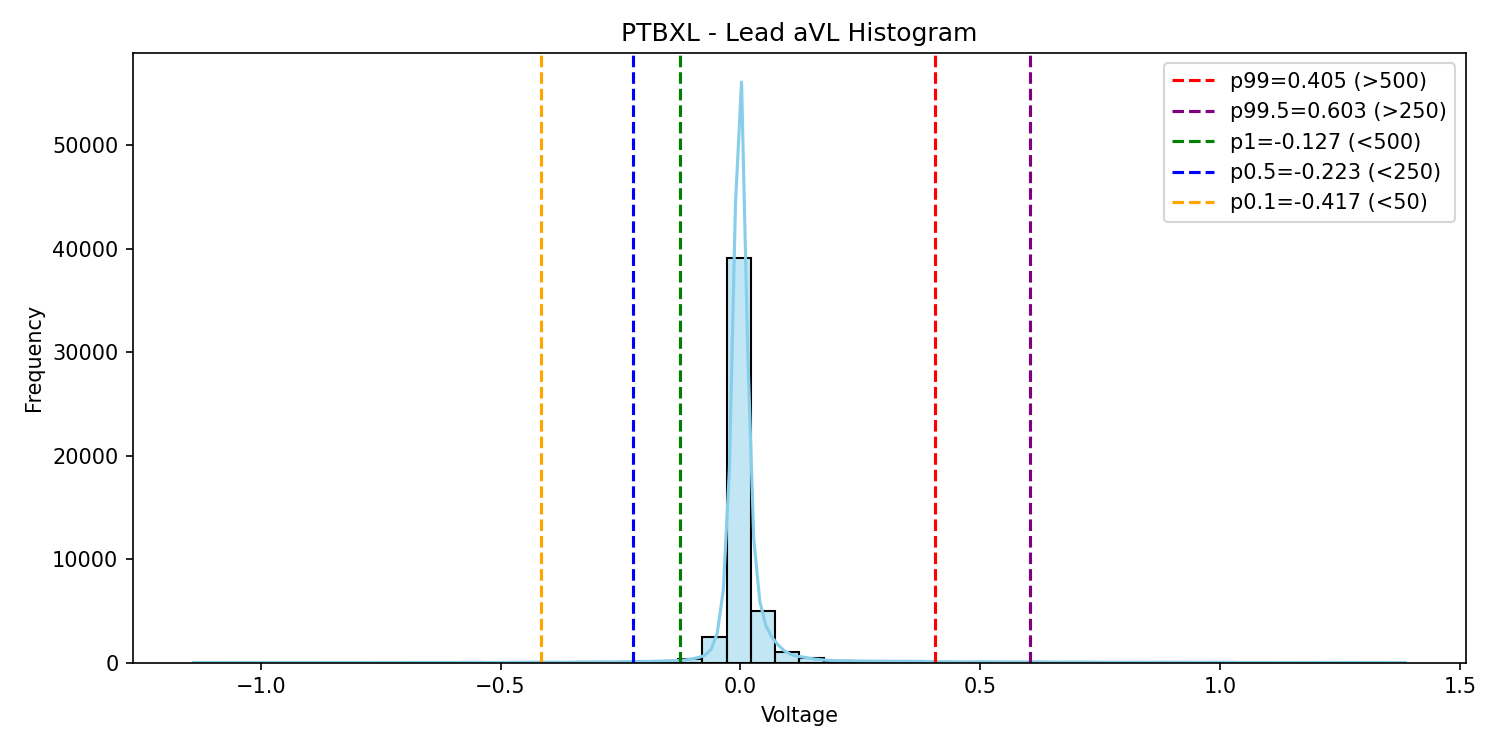 PTBXL - Lead aVL Histogram
p99=0.405 (>500)
p99.5=0.603 (>250)
p1=-0.127 (<500)
p0.5=-0.223 (<250)
p0.1=-0.417 (<50)
Frequency
50000
40000
30000
20000
10000
0
−1.0 −0.5 0.0 0.5 1.0 1.5
Voltage